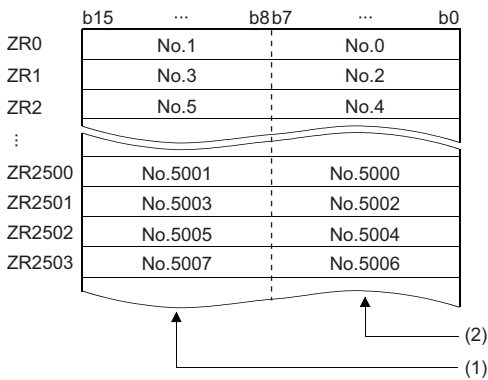 b15 ... b8 b7 ... b0
ZR0 No.1 No.0
ZR1 No.3 No.2
ZR2 No.5 No.4
⋮
ZR2500 No.5001 No.5000
ZR2501 No.5003 No.5002
ZR2502 No.5005 No.5004
ZR2503 No.5007 No.5006
(2)
(1)